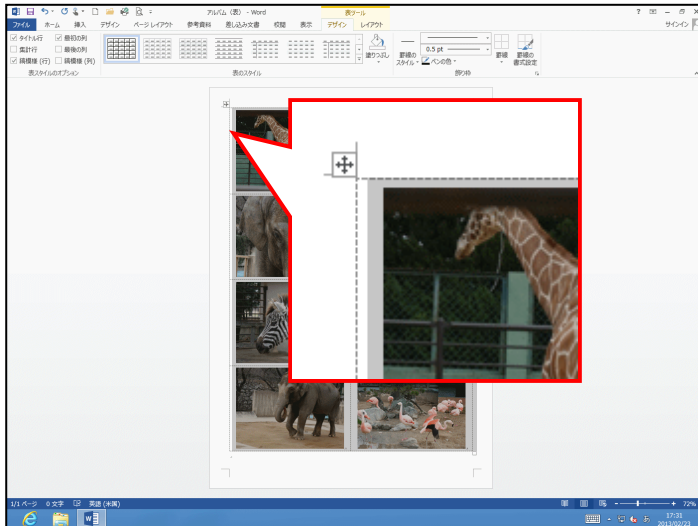 アルバム (表) - Word
表ツール
ファイル ホーム 挿入 デザイン ページ レイアウト 参考資料 差し込み文書 校閲 表示 デザイン レイアウト
サインイン
タイトル行 最初の列
集計行 最後の列
縞模様 (行) 縞模様 (列)
塗りつぶし
罫線の
スタイル
0.5 pt
ペンの色
罫線
罫線の
書式設定
表スタイルのオプション 表のスタイル 飾り枠
1/1 ページ 0 文字 英語 (米国)
72%
17:31
2013/02/23